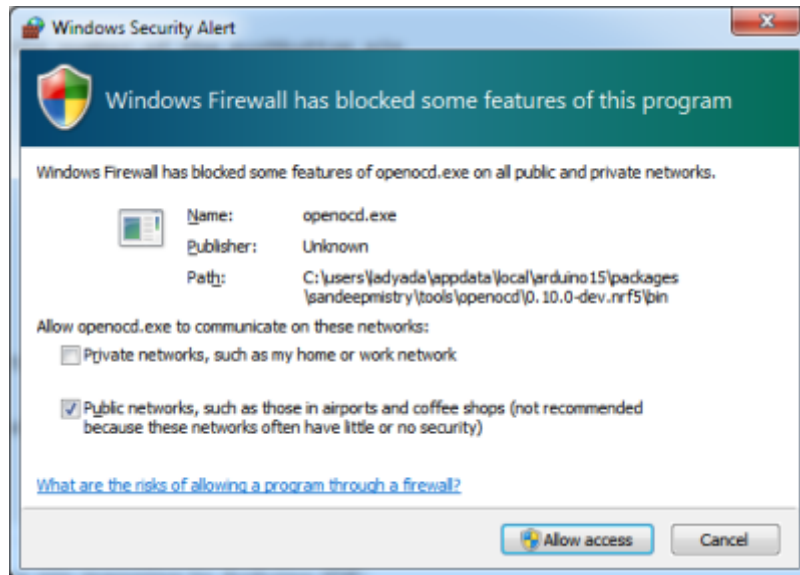 Windows Security Alert
Windows Firewall has blocked some features of this program
Windows Firewall has blocked some features of openocd.exe on all public and private networks.
Name: openocd.exe
Publisher: Unknown
Path: C:\users\ladyada\appdata\local\arduino15\packages
\sandeepmistry\tools\openocd\0.10.0-dev.nrf5\bin
Allow openocd.exe to communicate on these networks:
Private networks, such as my home or work network
Public networks, such as those in airports and coffee shops (not recommended
because these networks often have little or no security)
What are the risks of allowing a program through a firewall?
Allow access Cancel